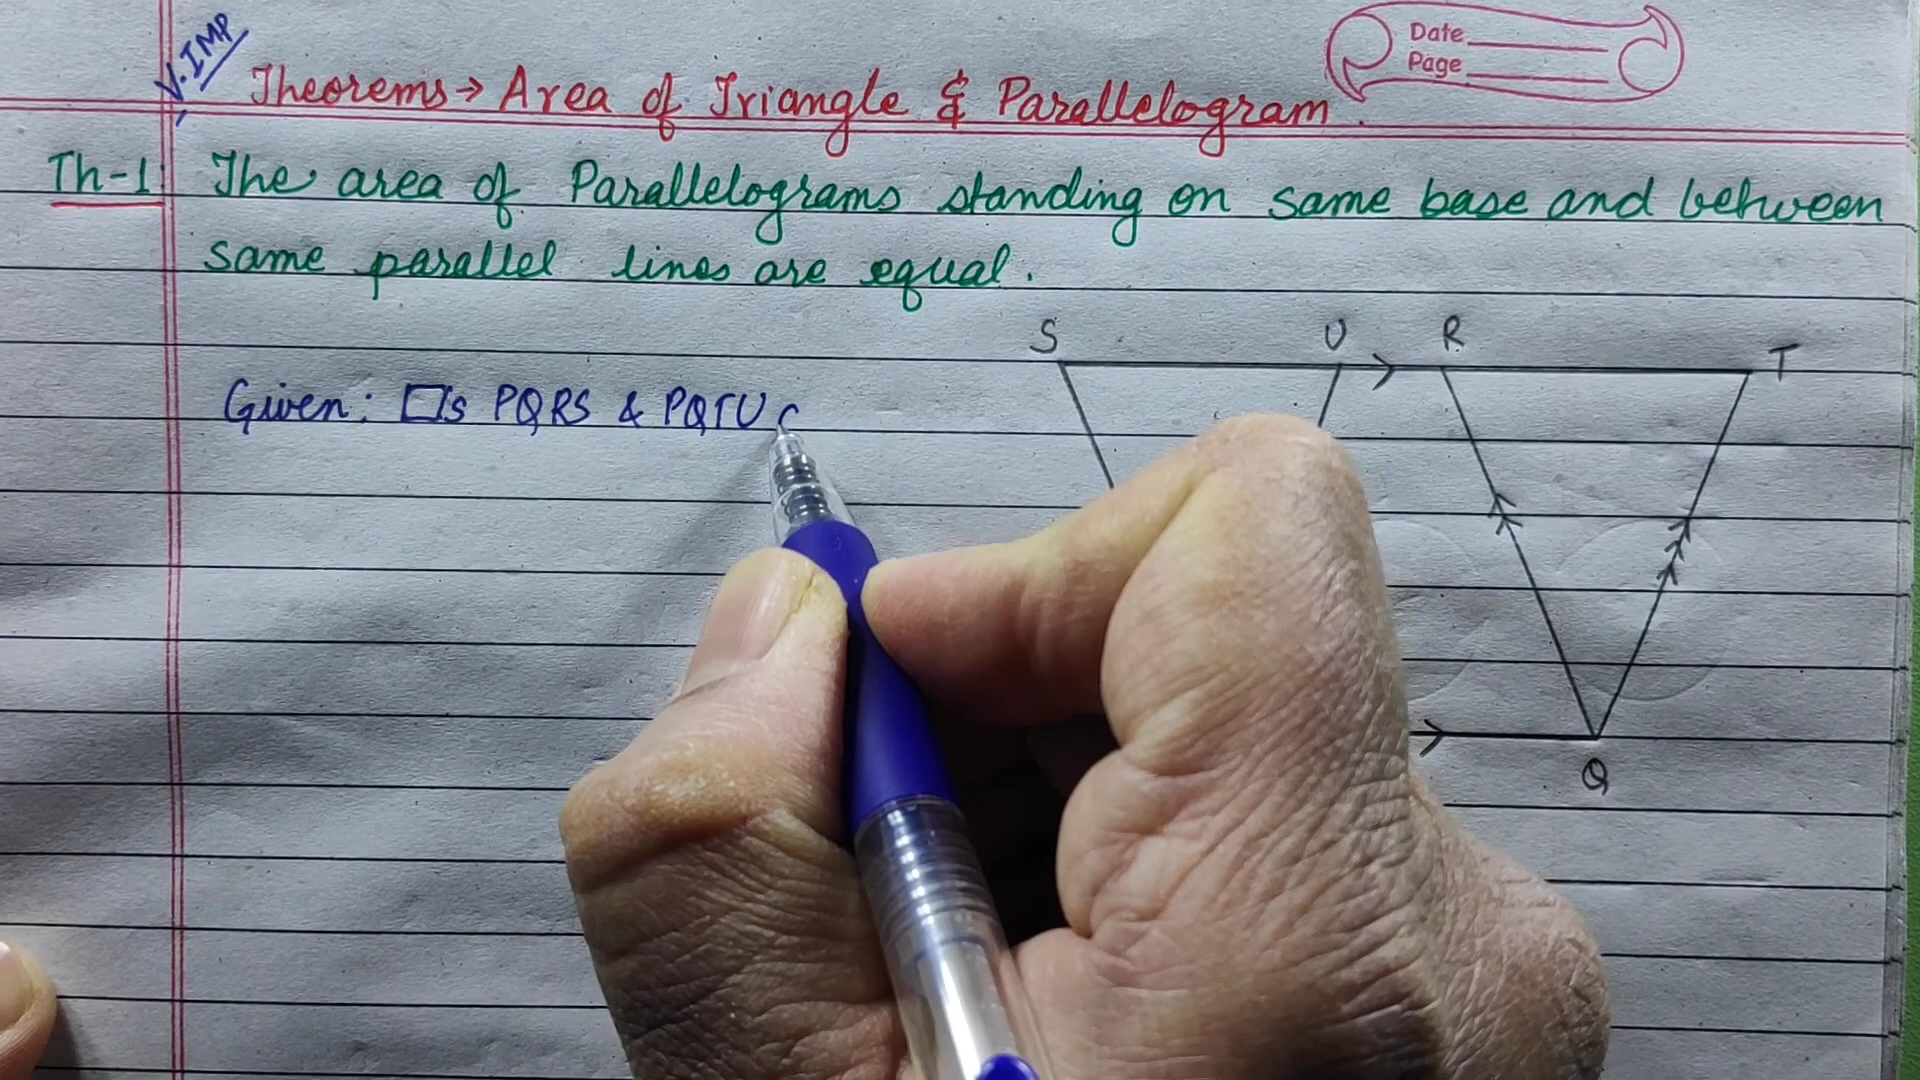 Date
Page
V. IMP
Theorems → Area of Triangle & Parallelogram.
Th-1 The area of Parallelograms standing on same base and between
same parallel lines are equal.
S U R T
Given: ▱s PQRS & PQTU
Q